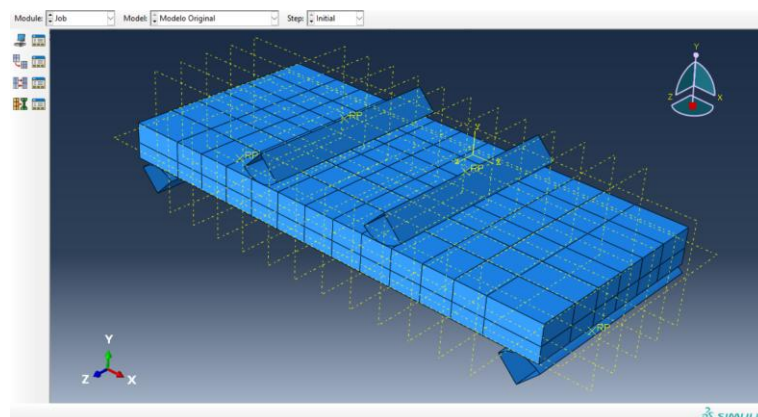 Module: Job Model: Modelo Original Step: Initial
Y
Z X
RP
RP
RP
RP
Y
Z X